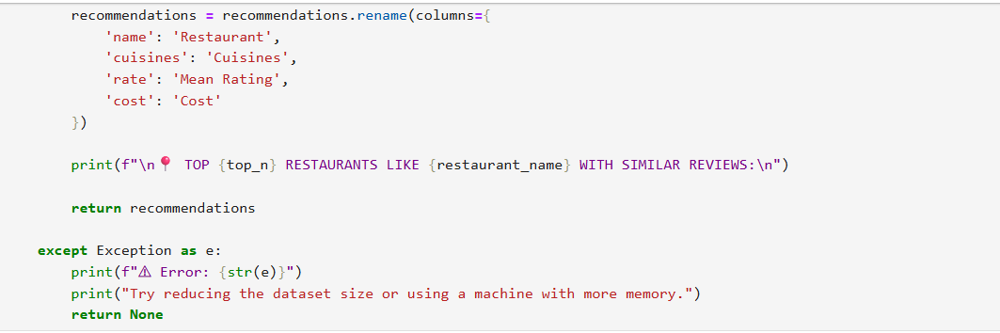 recommendations = recommendations.rename(columns={
    'name': 'Restaurant',
    'cuisines': 'Cuisines',
    'rate': 'Mean Rating',
    'cost': 'Cost'
})

print(f"\n📍 TOP {top_n} RESTAURANTS LIKE {restaurant_name} WITH SIMILAR REVIEWS:\n")

return recommendations

except Exception as e:
    print(f"⚠ Error: {str(e)}")
    print("Try reducing the dataset size or using a machine with more memory.")
    return None